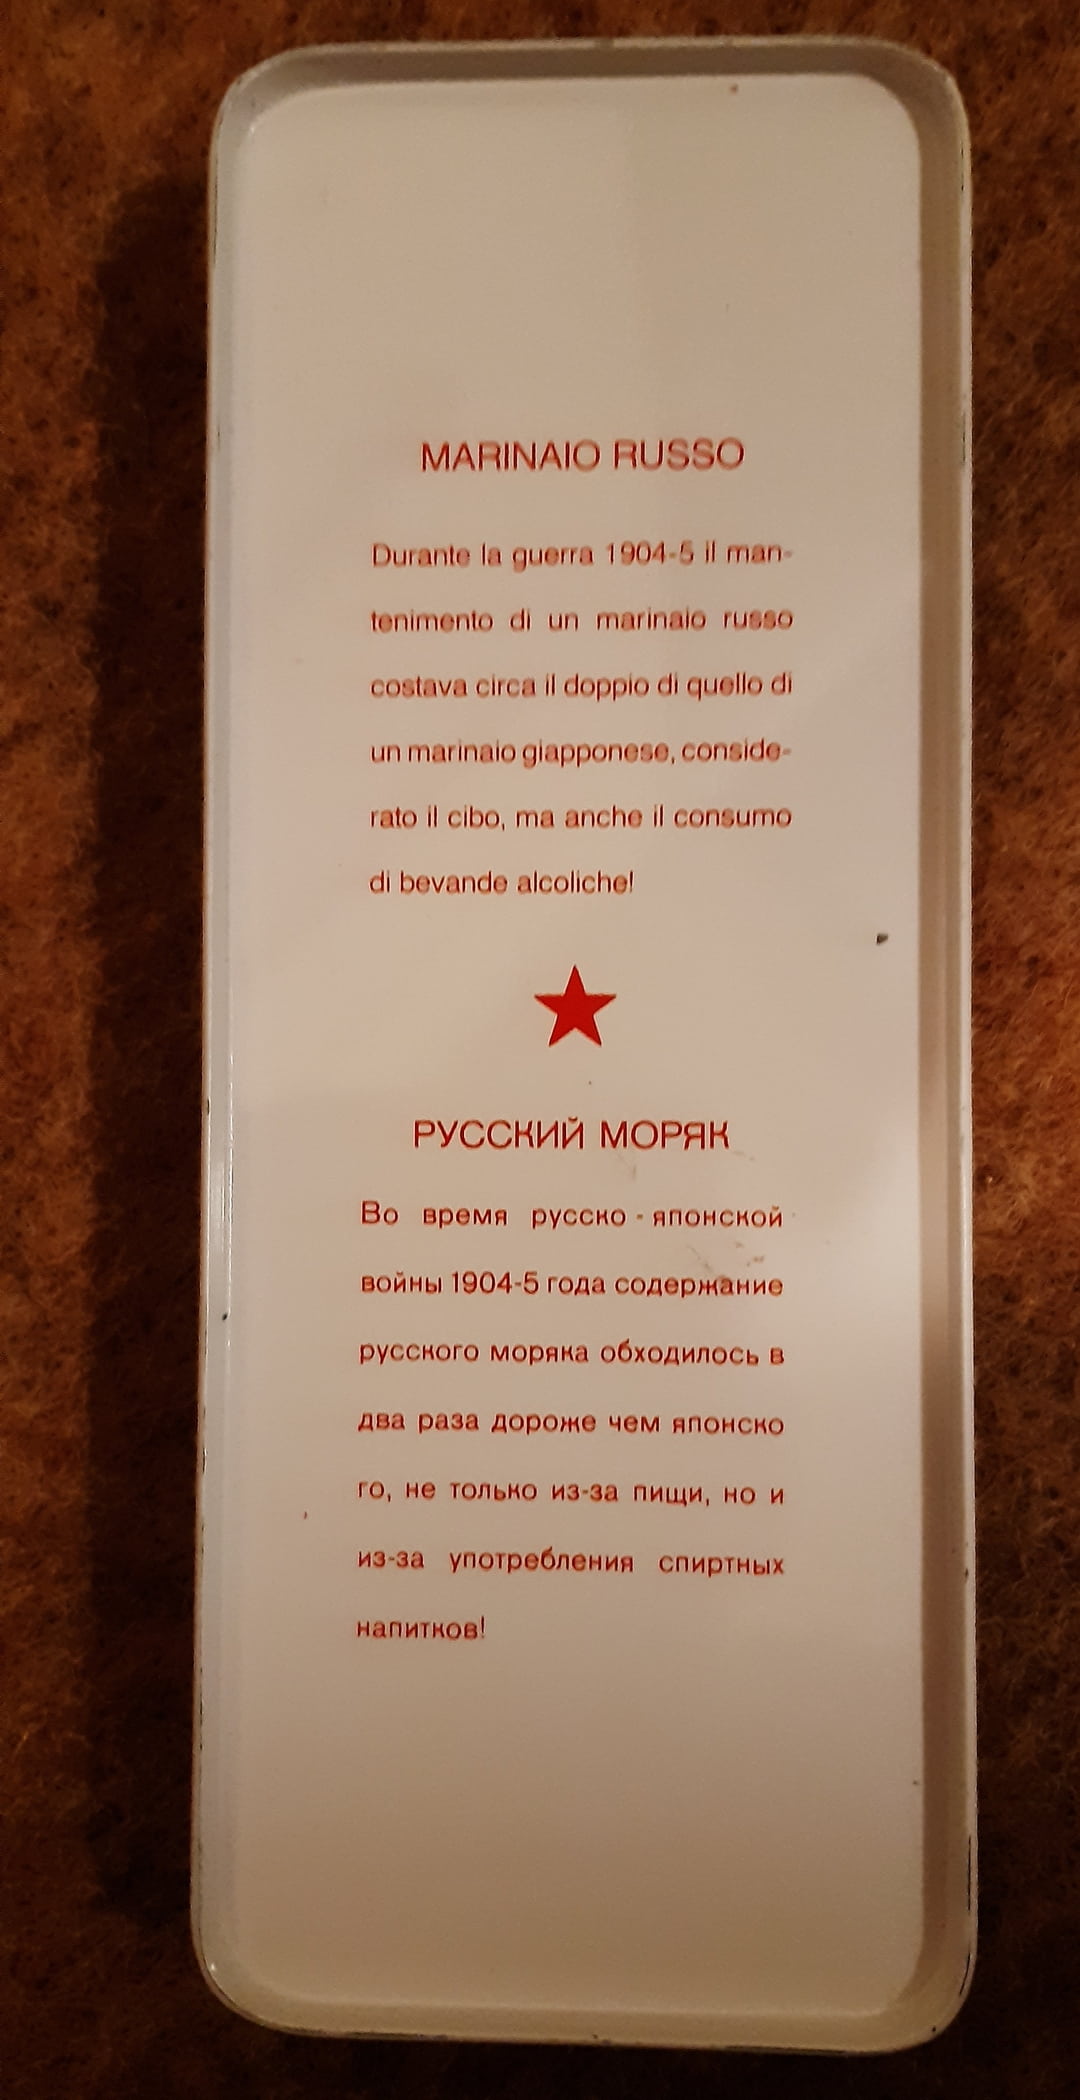 MARINAIO RUSSO
Durante la guerra 1904-5 il man-
tenimento di un marinaio russo
costava circa il doppio di quello di
un marinaio giapponese, conside-
rato il cibo, ma anche il consumo
di bevande alcoliche!
РУССКИЙ МОРЯК
Во время русско - японской
войны 1904-5 года содержание
русского моряка обходилось в
два раза дороже чем японско
го, не только из-за пищи, но и
из-за употребления спиртных
напитков!